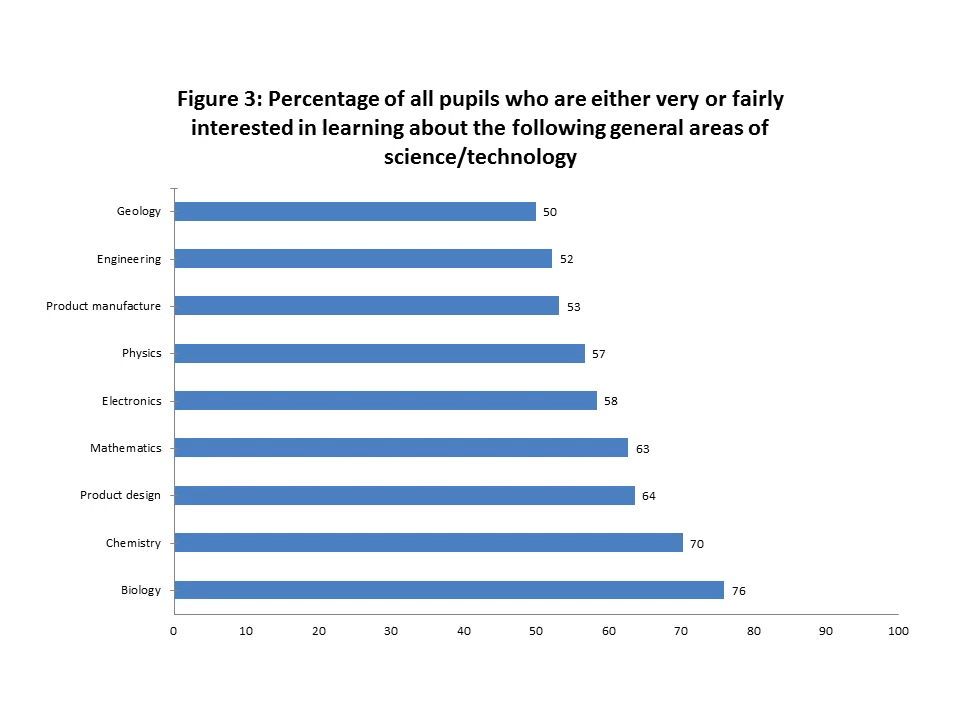 Figure 3: Percentage of all pupils who are either very or fairly
interested in learning about the following general areas of
science/technology
Geology 50
Engineering 52
Product manufacture 53
Physics 57
Electronics 58
Mathematics 63
Product design 64
Chemistry 70
Biology 76
0 10 20 30 40 50 60 70 80 90 100